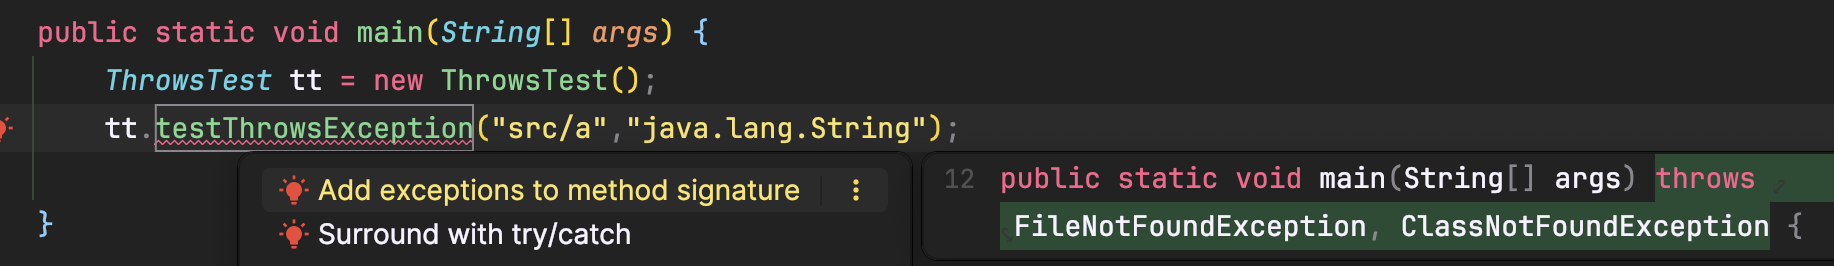 public static void main(String[] args) {
ThrowsTest tt = new ThrowsTest();
tt.testThrowsException("src/a","java.lang.String");
Add exceptions to method signature
Surround with try/catch
}
12 public static void main(String[] args) throws
FileNotFoundException, ClassNotFoundException {